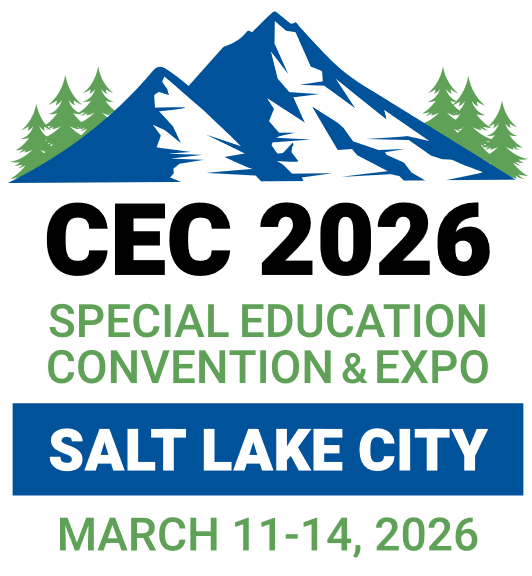 CEC 2026
SPECIAL EDUCATION
CONVENTION & EXPO
SALT LAKE CITY
MARCH 11-14, 2026